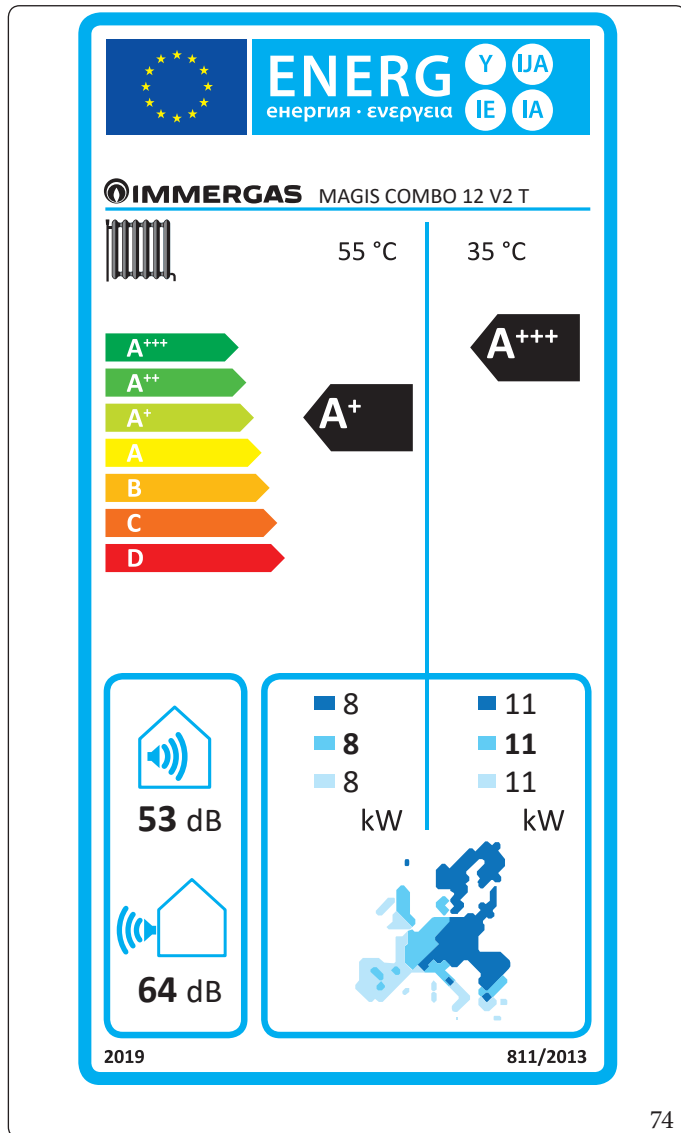 ENERG Y IJA
енергия · ενεργεια IE IA
IMMERGAS MAGIS COMBO 12 V2 T
55 °C 35 °C
A+++
A+++
A++
A+
A+
A
B
C
D
8 11
8 11
8 11
kW kW
53 dB
64 dB
2019 811/2013
74